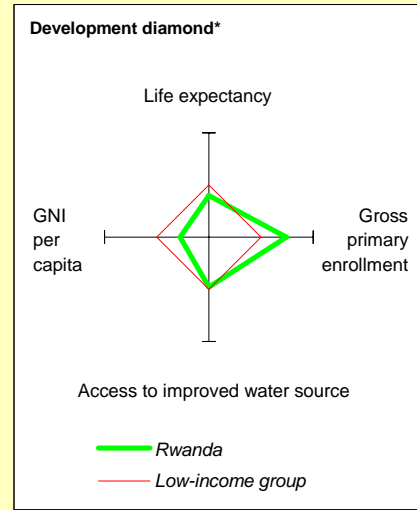 Development diamond*
Life expectancy
GNI
per
capita
Gross
primary
enrollment
Access to improved water source
Rwanda
Low-income group